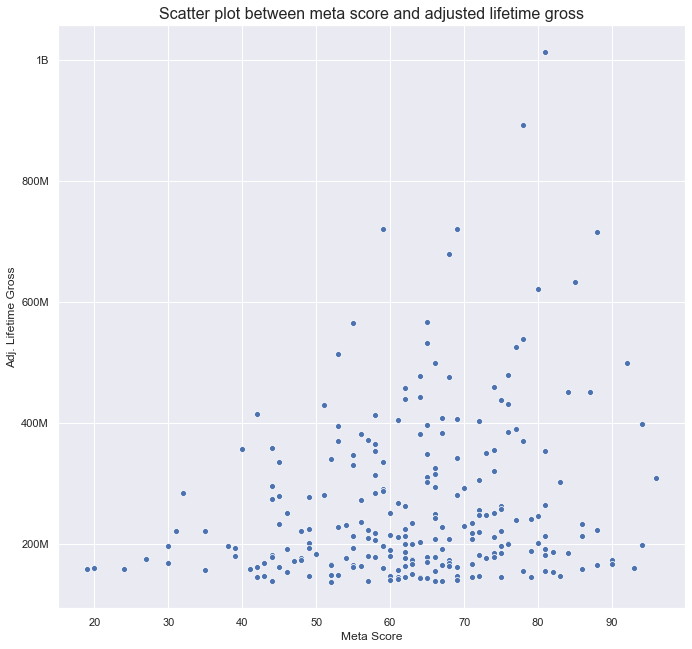 Scatter plot between meta score and adjusted lifetime gross
1B
800M
600M
400M
200M
Adj. Lifetime Gross
20 30 40 50 60 70 80 90
Meta Score